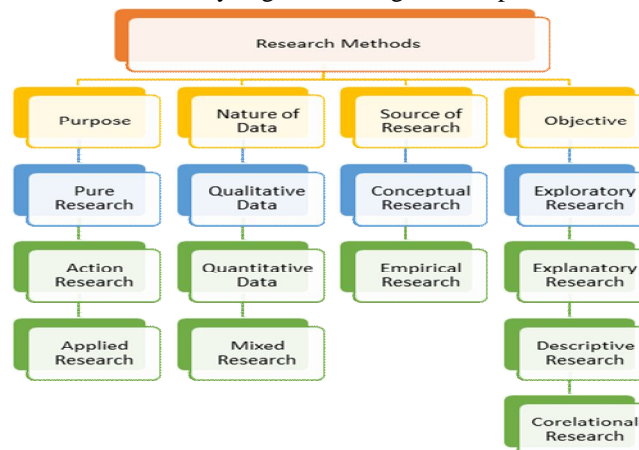 Research Methods
Purpose
Nature of
Data
Source of
Research
Objective
Pure
Research
Qualitative
Data
Conceptual
Research
Exploratory
Research
Action
Research
Quantitative
Data
Empirical
Research
Explanatory
Research
Applied
Research
Mixed
Research
Descriptive
Research
Corelational
Research